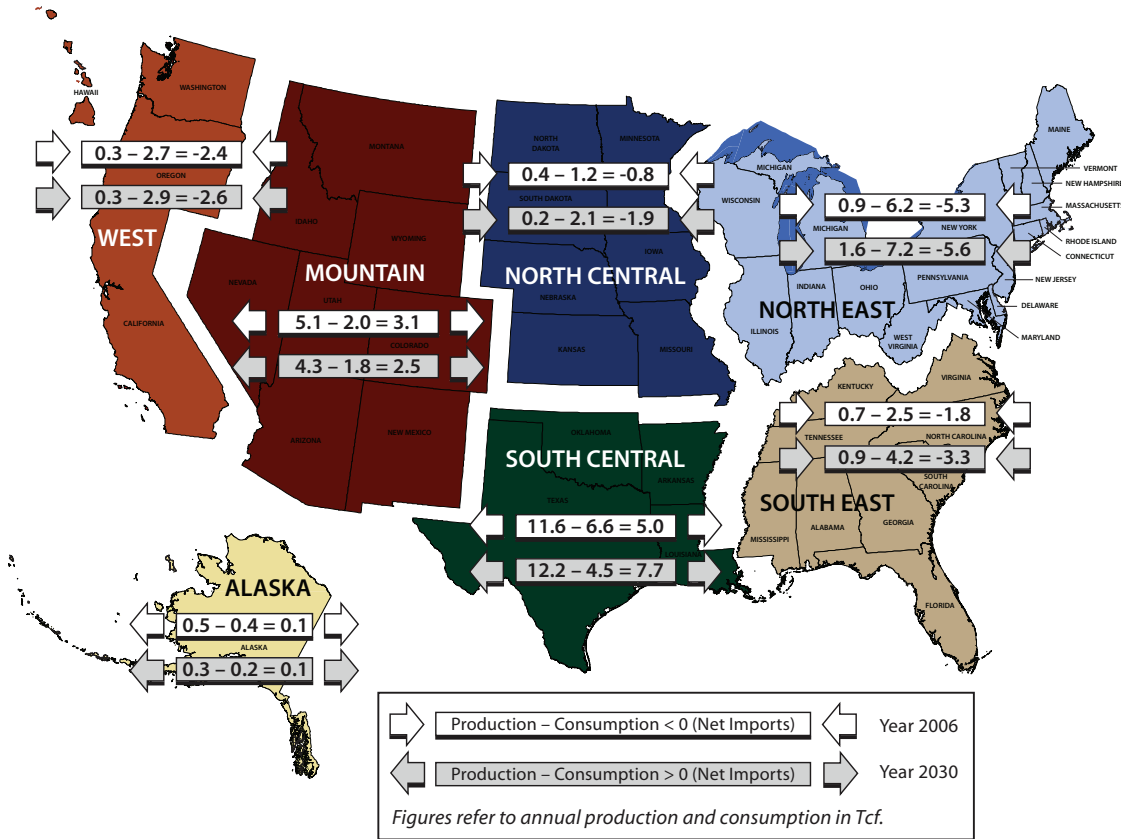 HAWAII
WASHINGTON
0.3 – 2.7 = -2.4
OREGON
0.3 – 2.9 = -2.6
WEST
CALIFORNIA
MONTANA
IDAHO
WYOMING
MOUNTAIN
NEVADA
UTAH
5.1 – 2.0 = 3.1
COLORADO
4.3 – 1.8 = 2.5
ARIZONA
NEW MEXICO
NORTH
DAKOTA
MINNESOTA
0.4 – 1.2 = -0.8
SOUTH DAKOTA
0.2 – 2.1 = -1.9
IOWA
NORTH CENTRAL
NEBRASKA
KANSAS
MISSOURI
MICHIGAN
WISCONSIN
0.9 – 6.2 = -5.3
MICHIGAN
NEW YORK
1.6 – 7.2 = -5.6
PENNSYLVANIA
INDIANA
OHIO
NORTH EAST
ILLINOIS
WEST
VIRGINIA
MAINE
VERMONT
NEW HAMPSHIRE
MASSACHUSETTS
RHODE ISLAND
CONNECTICUT
NEW JERSEY
DELAWARE
MARYLAND
OKLAHOMA
SOUTH CENTRAL
ARKANSAS
TEXAS
11.6 – 6.6 = 5.0
LOUISIANA
12.2 – 4.5 = 7.7
KENTUCKY
VIRGINIA
0.7 – 2.5 = -1.8
TENNESSEE
NORTH CAROLINA
0.9 – 4.2 = -3.3
SOUTH
CAROLINA
SOUTH EAST
MISSISSIPPI
ALABAMA
GEORGIA
FLORIDA
ALASKA
0.5 – 0.4 = 0.1
ALASKA
0.3 – 0.2 = 0.1
Production – Consumption < 0 (Net Imports)
Year 2006
Production – Consumption > 0 (Net Imports)
Year 2030
Figures refer to annual production and consumption in Tcf.